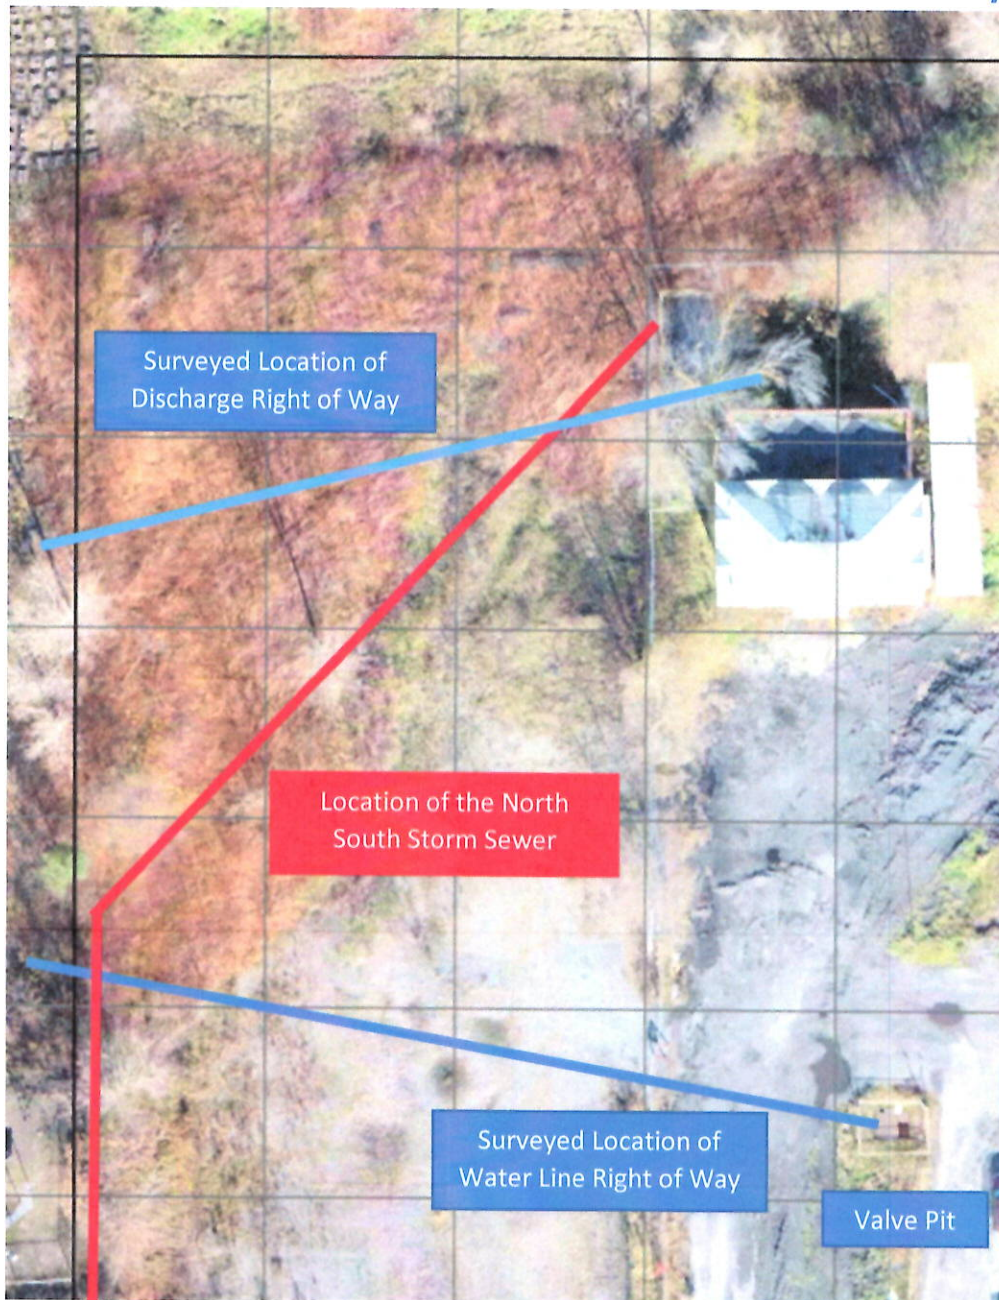 Surveyed Location of
Discharge Right of Way
Location of the North
South Storm Sewer
Surveyed Location of
Water Line Right of Way
Valve Pit